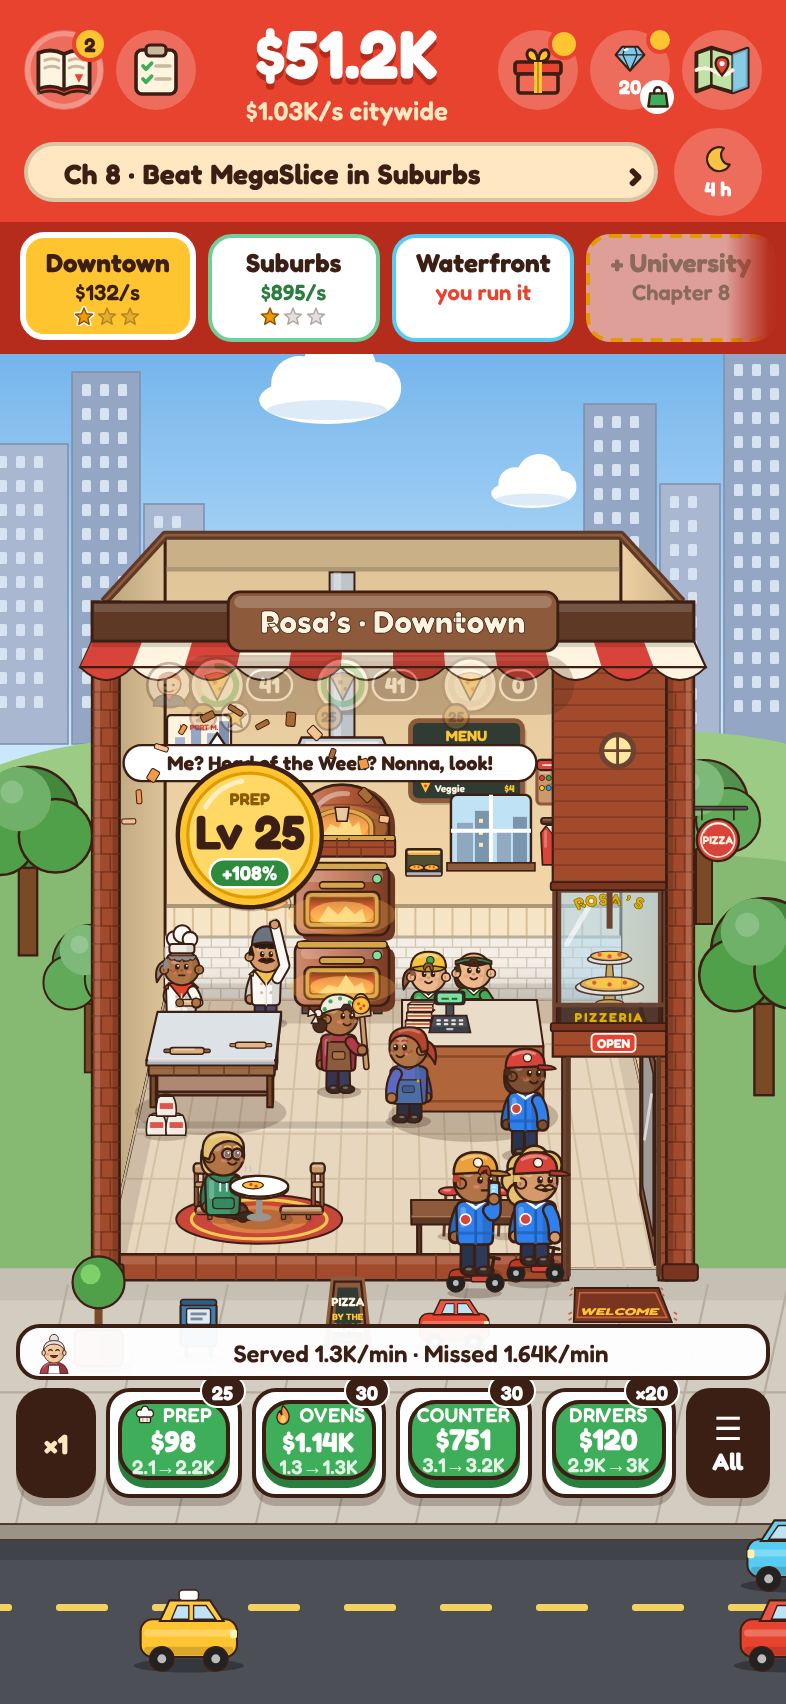 2
$51.2K
$1.03K/s citywide
20
Ch 8 · Beat MegaSlice in Suburbs
4 h
Downtown
$132/s
Suburbs
$895/s
Waterfront
you run it
+ University
Chapter 8
Rosa's · Downtown
41
41
0
25
25
PORT M.
MENU
Me? Head of the Week? Nonna, look!
Veggie $4
PREP
Lv 25
+108%
PIZZA
ROSA'S
PIZZERIA
OPEN
PIZZA
BY THE
WELCOME
Served 1.3K/min · Missed 1.64K/min
x1
25
PREP
$98
2.1→2.2K
30
OVENS
$1.14K
1.3→1.3K
30
COUNTER
$751
3.1→3.2K
x20
DRIVERS
$120
2.9K→3K
All